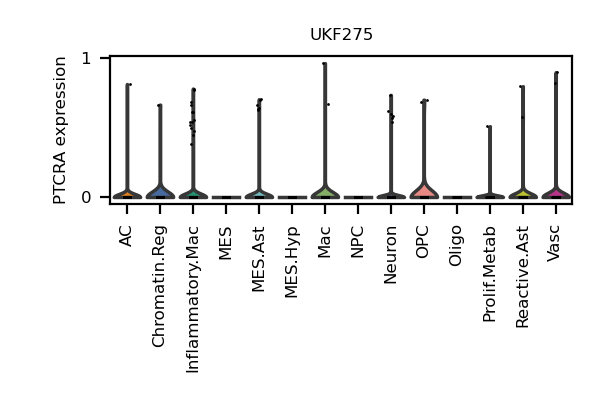 UKF275
PTCRA expression
1
0
AC
Chromatin.Reg
Inflammatory.Mac
MES
MES.Ast
MES.Hyp
Mac
NPC
Neuron
OPC
Oligo
Prolif.Metab
Reactive.Ast
Vasc